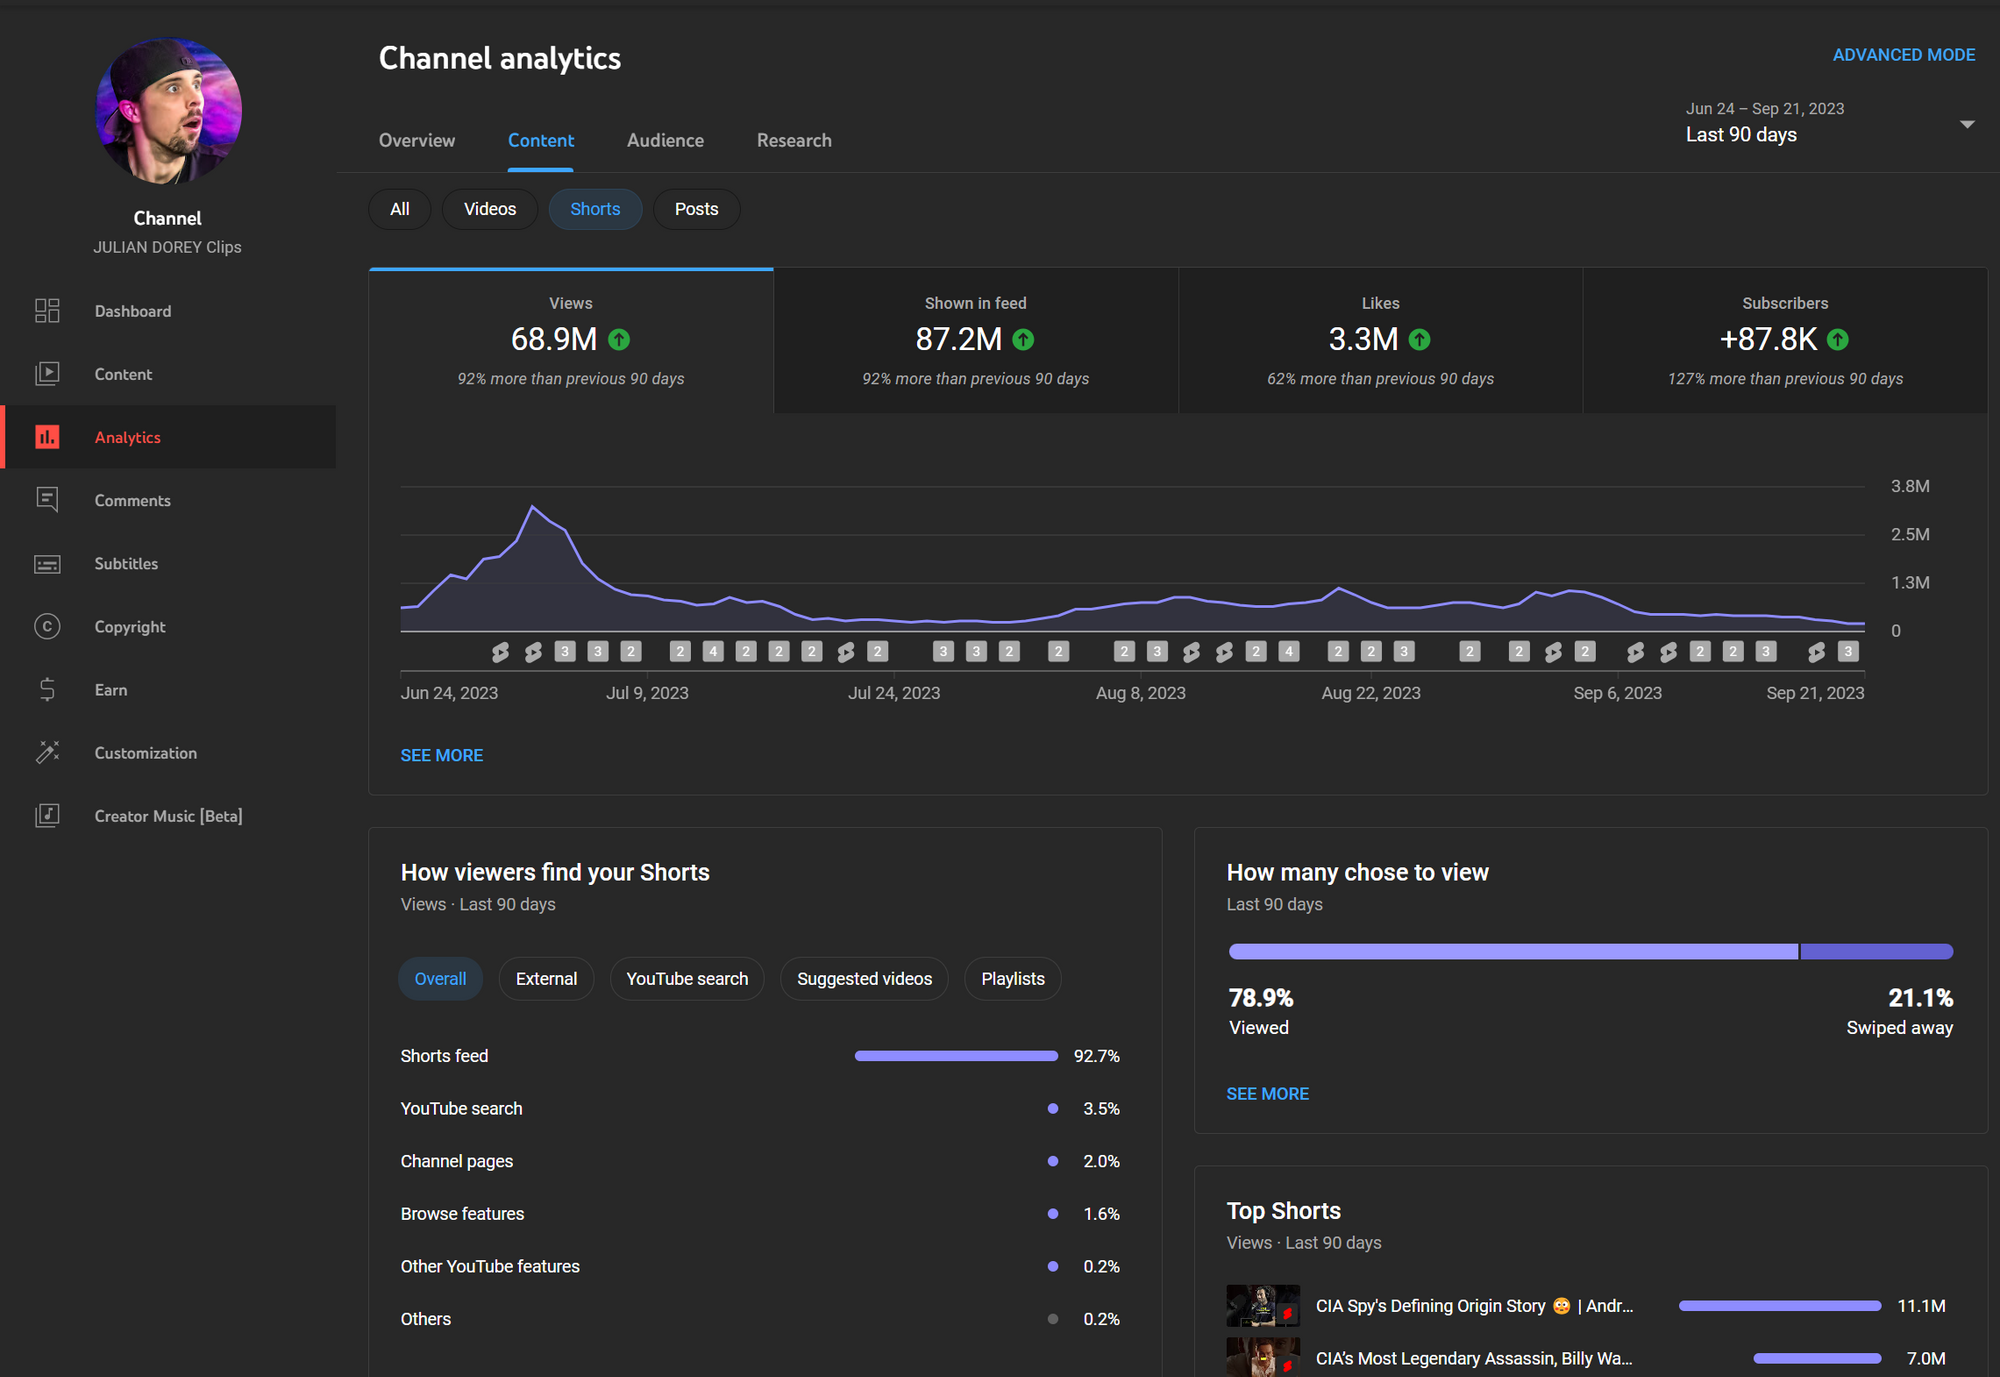 Channel analytics
ADVANCED MODE
Jun 24 – Sep 21, 2023
Last 90 days
Overview
Content
Audience
Research
All
Videos
Shorts
Posts
Channel
JULIAN DOREY Clips
Dashboard
Content
Analytics
Comments
Subtitles
Copyright
Earn
Customization
Creator Music [Beta]
Views
68.9M
92% more than previous 90 days
Shown in feed
87.2M
92% more than previous 90 days
Likes
3.3M
62% more than previous 90 days
Subscribers
+87.8K
127% more than previous 90 days
3.8M
2.5M
1.3M
0
3 3 2 2 4 2 2 2 2 3 3 2 2 2 3 2 4 2 2 3 2 2 2 2 2 3 3
Jun 24, 2023
Jul 9, 2023
Jul 24, 2023
Aug 8, 2023
Aug 22, 2023
Sep 6, 2023
Sep 21, 2023
SEE MORE
How viewers find your Shorts
Views · Last 90 days
Overall
External
YouTube search
Suggested videos
Playlists
Shorts feed 92.7%
YouTube search 3.5%
Channel pages 2.0%
Browse features 1.6%
Other YouTube features 0.2%
Others 0.2%
How many chose to view
Last 90 days
78.9%
Viewed
21.1%
Swiped away
SEE MORE
Top Shorts
Views · Last 90 days
CIA Spy's Defining Origin Story 😳 | Andr... 11.1M
CIA's Most Legendary Assassin, Billy Wa... 7.0M